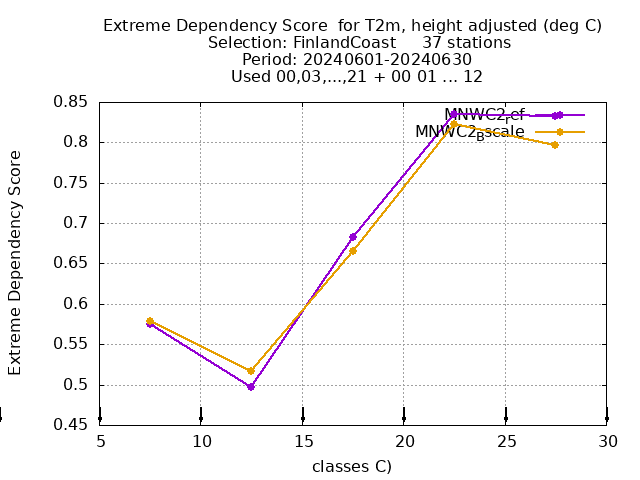 Extreme Dependency Score for T2m, height adjusted (deg C)
Selection: FinlandCoast 37 stations
Period: 20240601-20240630
Used 00,03,...,21 + 00 01 ... 12
Extreme Dependency Score
0.85
0.8
0.75
0.7
0.65
0.6
0.55
0.5
0.45
MNWC2ref
MNWC2Bscale
5
10
15
20
25
30
classes C)